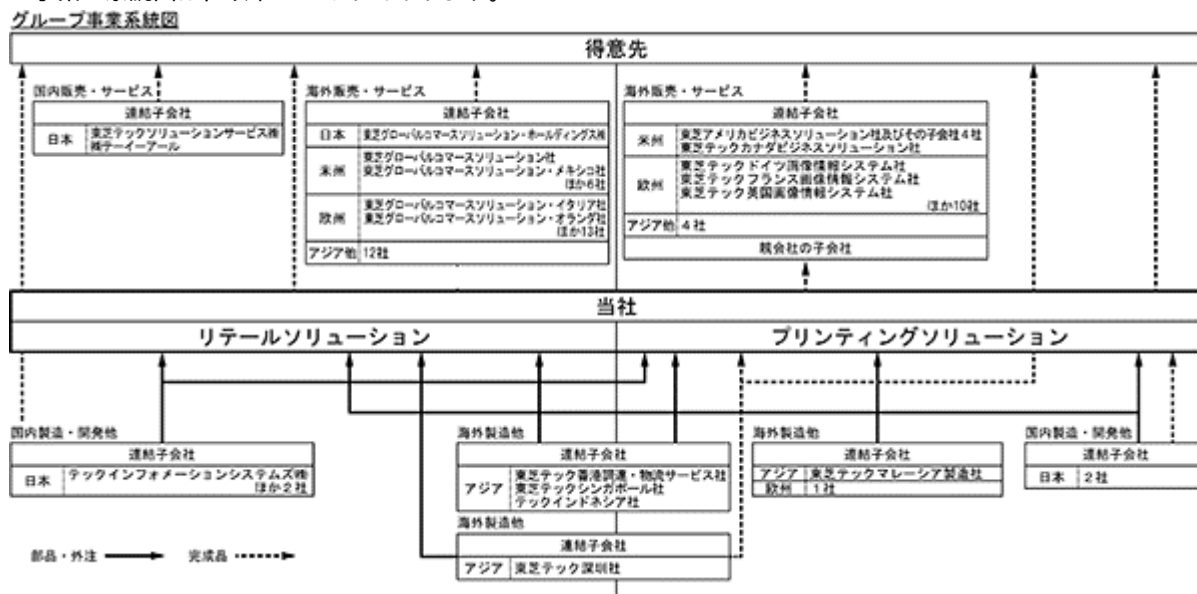 グループ事業系統図
得意先
国内販売・サービス
連結子会社
日本
東芝テックソリューションサービス㈱
㈱テーイーアール
海外販売・サービス
連結子会社
日本
東芝グローバルコマースソリューション・ホールディングス㈱
米州
東芝グローバルコマースソリューション社
東芝グローバルコマースソリューション・メキシコ社
ほか6社
欧州
東芝グローバルコマースソリューション・イタリア社
東芝グローバルコマースソリューション・オランダ社
ほか13社
アジア他
12社
海外販売・サービス
連結子会社
米州
東芝アメリカビジネスソリューション社及びその子会社4社
東芝テックカナダビジネスソリューション社
欧州
東芝テックドイツ画像情報システム社
東芝テックフランス画像情報システム社
東芝テック英国画像情報システム社
ほか10社
アジア他
4社
親会社の子会社
当社
リテールソリューション
プリンティングソリューション
国内製造・開発他
連結子会社
日本
テックインフォメーションシステムズ㈱
ほか2社
海外製造他
連結子会社
アジア
東芝テック香港調達・物流サービス社
東芝テックシンガポール社
テックインドネシア社
海外製造他
連結子会社
アジア
東芝テック深圳社
海外製造他
連結子会社
アジア
東芝テックマレーシア製造社
欧州
1社
国内製造・開発他
連結子会社
日本
2社
部品・外注
完成品